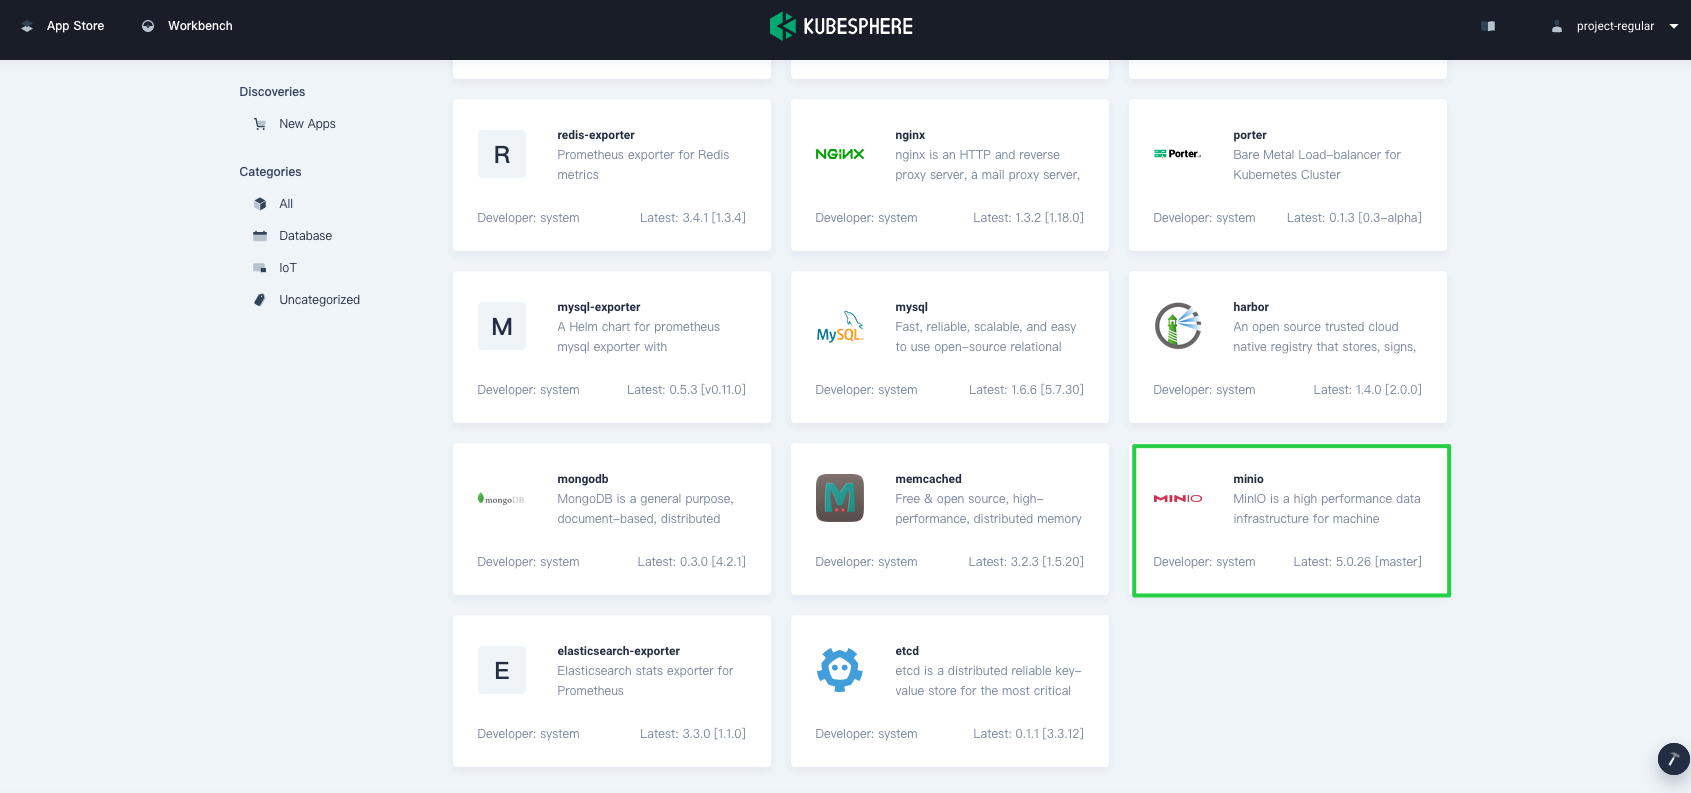 App Store
Workbench
KUBESPHERE
project-regular
Discoveries
New Apps
Categories
All
Database
IoT
Uncategorized
R
redis-exporter
Prometheus exporter for Redis
metrics
Developer: system
Latest: 3.4.1 [1.3.4]
NGINX
nginx
nginx is an HTTP and reverse
proxy server, a mail proxy server,
Developer: system
Latest: 1.3.2 [1.18.0]
Porter
porter
Bare Metal Load-balancer for
Kubernetes Cluster
Developer: system
Latest: 0.1.3 [0.3-alpha]
M
mysql-exporter
A Helm chart for prometheus
mysql exporter with
Developer: system
Latest: 0.5.3 [v0.11.0]
MySQL
mysql
Fast, reliable, scalable, and easy
to use open-source relational
Developer: system
Latest: 1.6.6 [5.7.30]
harbor
An open source trusted cloud
native registry that stores, signs,
Developer: system
Latest: 1.4.0 [2.0.0]
mongoDB
mongodb
MongoDB is a general purpose,
document-based, distributed
Developer: system
Latest: 0.3.0 [4.2.1]
M
memcached
Free & open source, high-
performance, distributed memory
Developer: system
Latest: 3.2.3 [1.5.20]
MINIO
minio
MinIO is a high performance data
infrastructure for machine
Developer: system
Latest: 5.0.26 [master]
E
elasticsearch-exporter
Elasticsearch stats exporter for
Prometheus
Developer: system
Latest: 3.3.0 [1.1.0]
etcd
etcd is a distributed reliable key-
value store for the most critical
Developer: system
Latest: 0.1.1 [3.3.12]